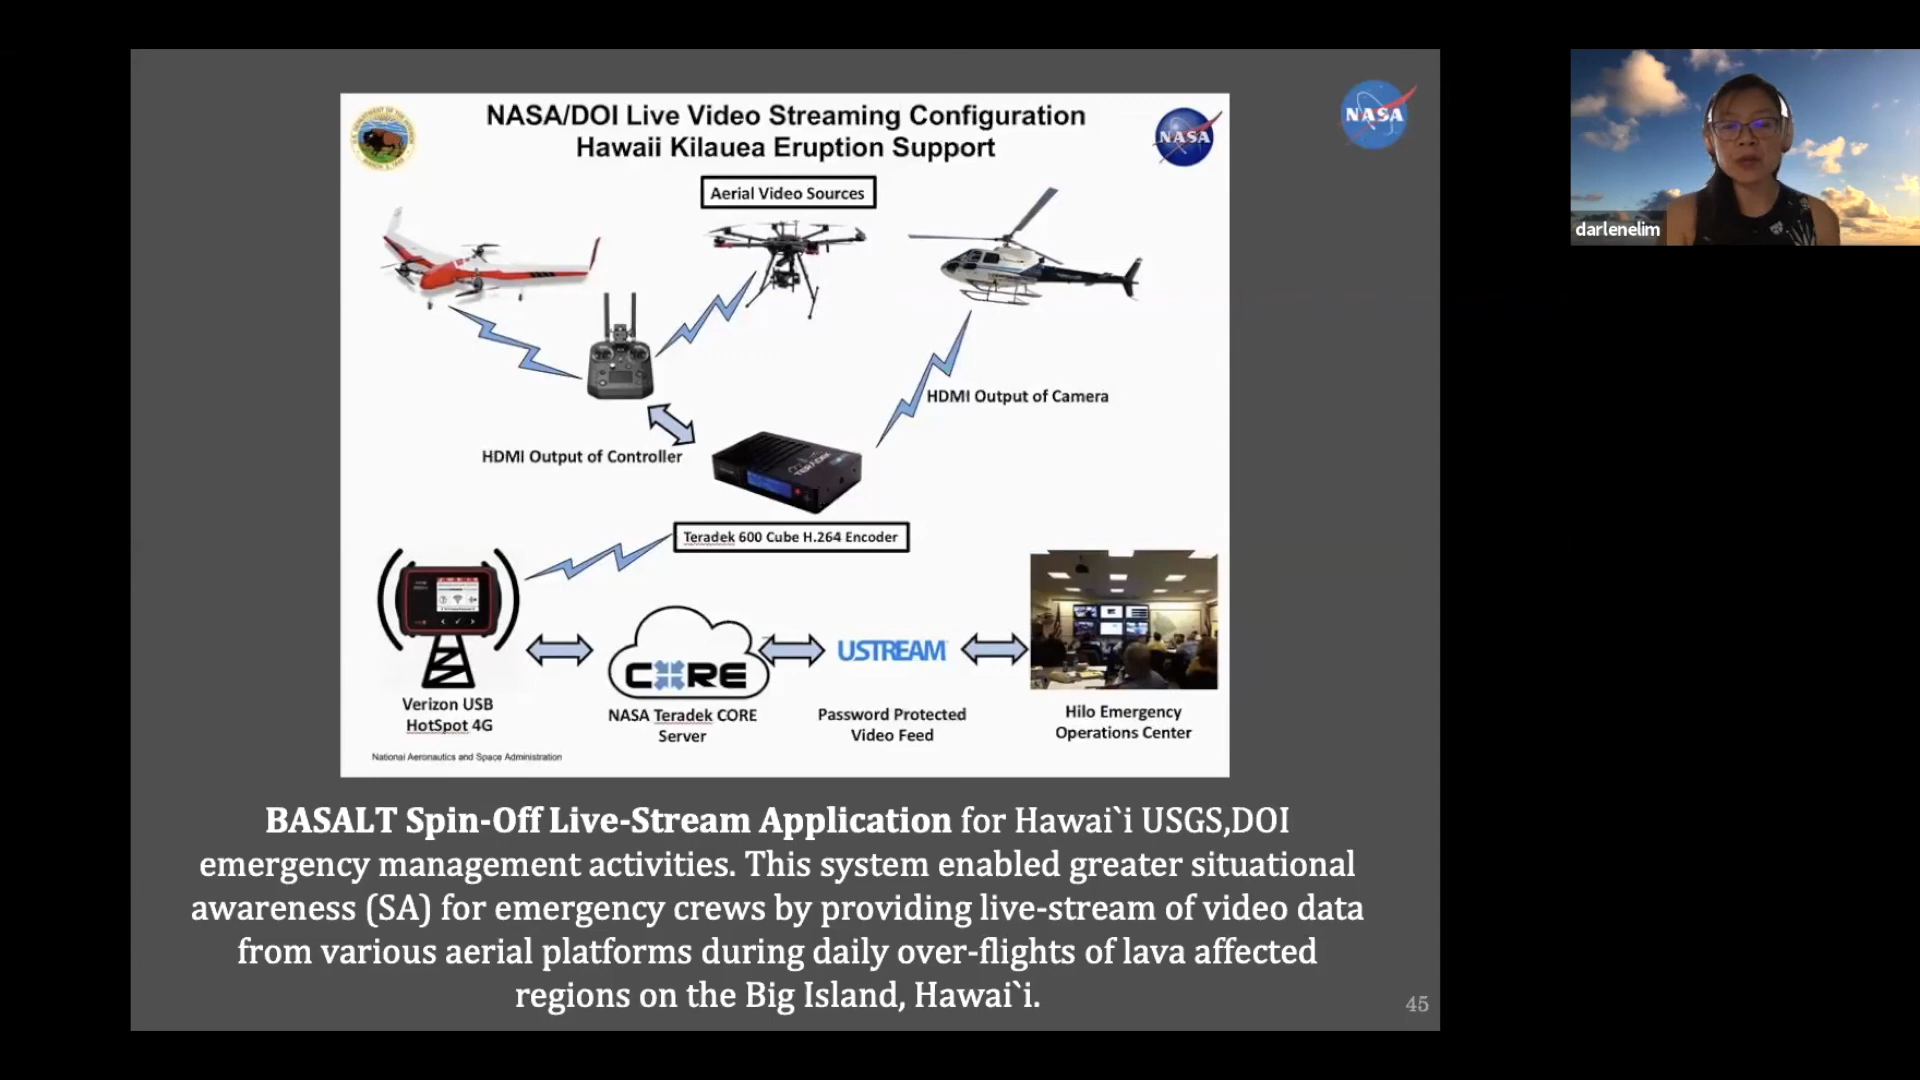 NASA/DOI Live Video Streaming Configuration
Hawaii Kilauea Eruption Support
NASA
NASA
Aerial Video Sources
HDMI Output of Camera
HDMI Output of Controller
TERADEK
Teradek 600 Cube H.264 Encoder
CORE
USTREAM
Verizon USB
HotSpot 4G
NASA Teradek CORE
Server
Password Protected
Video Feed
Hilo Emergency
Operations Center
National Aeronautics and Space Administration
BASALT Spin-Off Live-Stream Application for Hawai`i USGS,DOI
emergency management activities. This system enabled greater situational
awareness (SA) for emergency crews by providing live-stream of video data
from various aerial platforms during daily over-flights of lava affected
regions on the Big Island, Hawai`i.
45
darlenelim